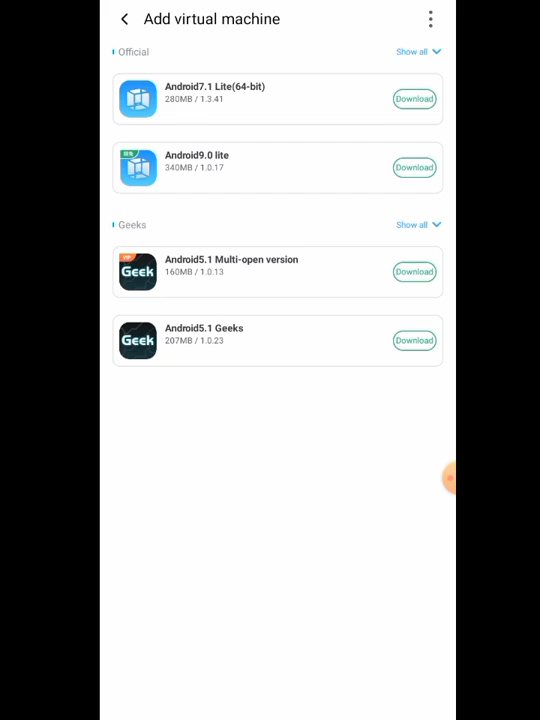 Add virtual machine
Official
Show all
Android7.1 Lite(64-bit)
280MB / 1.3.41
Download
Android9.0 lite
340MB / 1.0.17
Download
Geeks
Show all
VIP
Geek
Android5.1 Multi-open version
160MB / 1.0.13
Download
Geek
Android5.1 Geeks
207MB / 1.0.23
Download